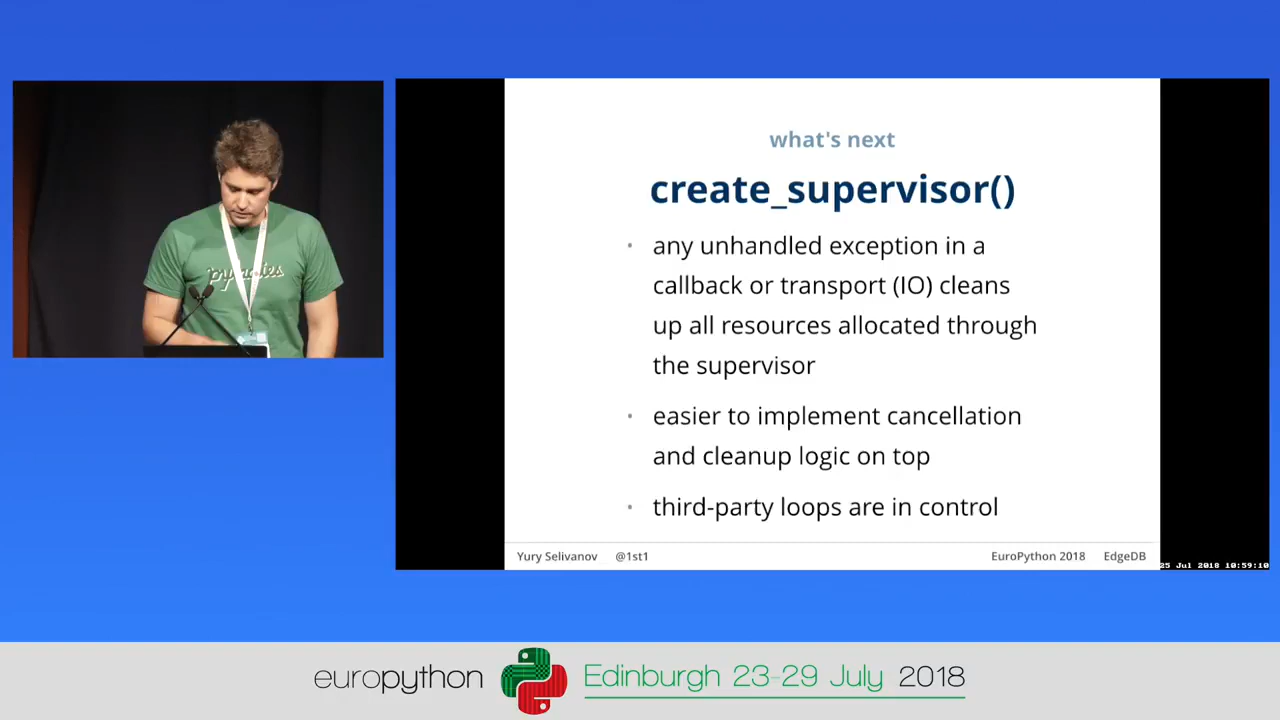 what's next
create_supervisor()
· any unhandled exception in a
callback or transport (IO) cleans
up all resources allocated through
the supervisor
· easier to implement cancellation
and cleanup logic on top
· third-party loops are in control
Yury Selivanov @1st1 EuroPython 2018 EdgeDB
25 Jul 2018 10:59:10
europython Edinburgh 23-29 July 2018